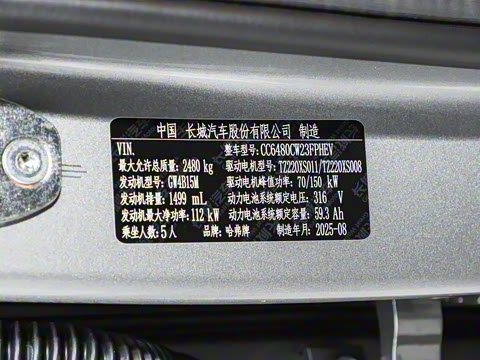 中国 长城汽车股份有限公司 制造
VIN. 整车型号: CC6480CW23FPHEV
最大允许总质量: 2480 kg 驱动电机型号: TZ220XS011/TZ220XS008
发动机型号: GW4B15M 驱动电机峰值功率: 70/150 kW
发动机排量: 1499 mL 动力电池系统额定电压: 316 V
发动机最大净功率: 112 kW 动力电池系统额定容量: 59.3 Ah
乘坐人数: 5人 品牌: 哈弗牌 制造年月: 2025-08